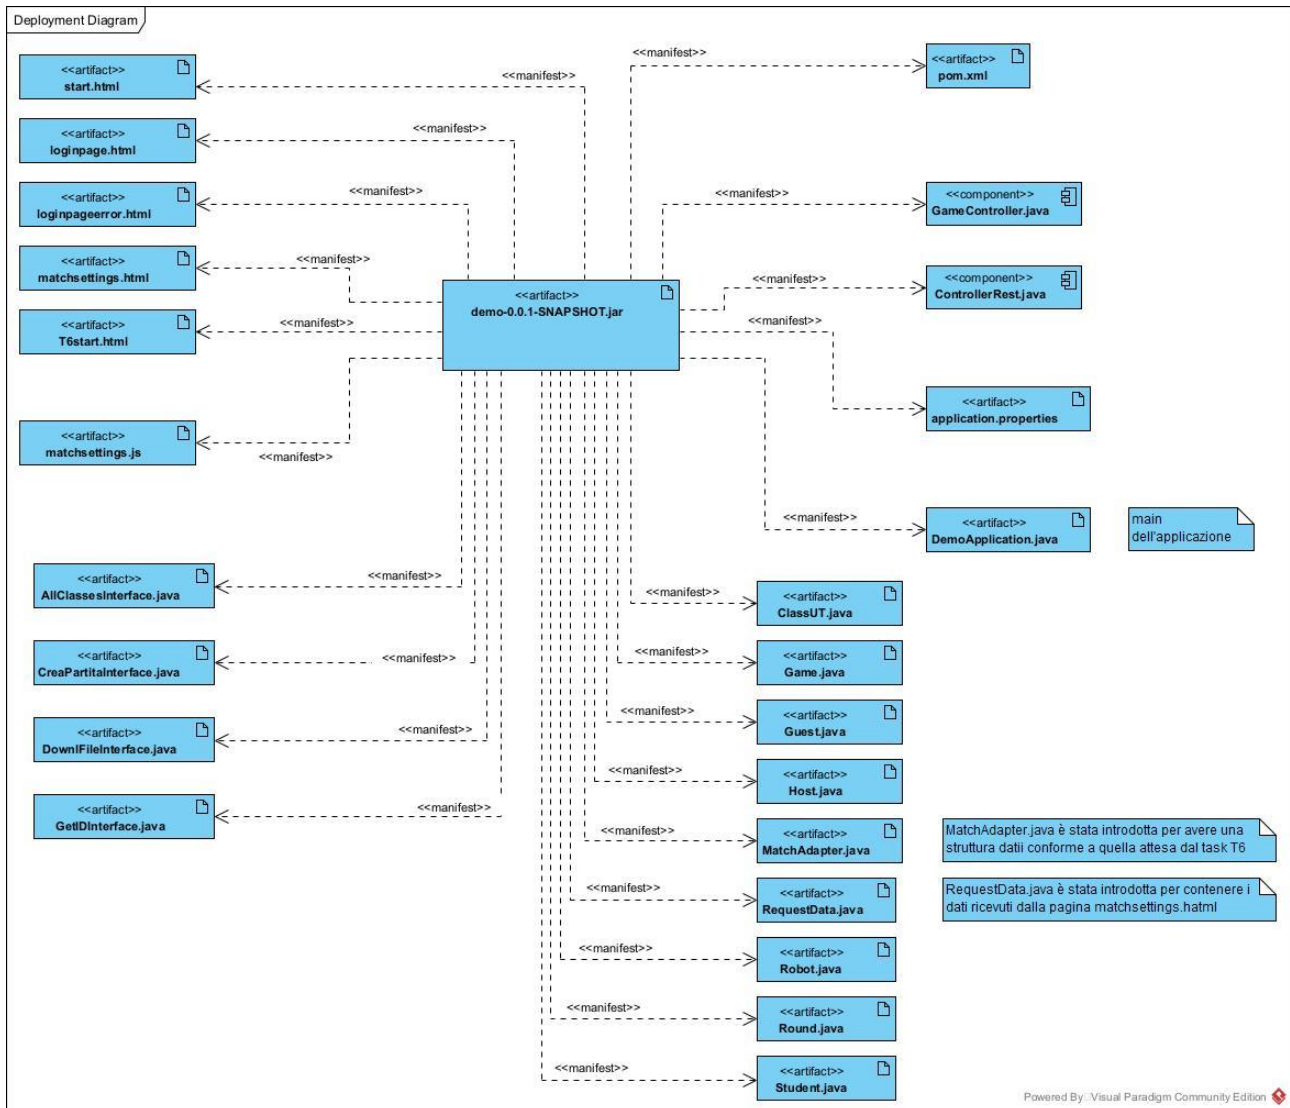 Deployment Diagram
<<artifact>>
start.html
<<manifest>>
<<manifest>>
<<artifact>>
pom.xml
<<artifact>>
loginpage.html
<<manifest>>
<<artifact>>
loginpageerror.html
<<manifest>>
<<manifest>>
<<component>>
GameController.java
<<artifact>>
matchsettings.html
<<manifest>>
<<artifact>>
demo-0.0.1-SNAPSHOT.jar
<<manifest>>
<<component>>
ControllerRest.java
<<artifact>>
T6start.html
<<manifest>>
<<manifest>>
<<artifact>>
application.properties
<<artifact>>
matchsettings.js
<<manifest>>
<<manifest>>
<<artifact>>
DemoApplication.java
main
dell'applicazione
<<artifact>>
AllClassesInterface.java
<<manifest>>
<<manifest>>
<<artifact>>
ClassUT.java
<<artifact>>
CreaPartitaInterface.java
<<manifest>>
<<manifest>>
<<artifact>>
Game.java
<<manifest>>
<<artifact>>
Guest.java
<<artifact>>
DownlFileInterface.java
<<manifest>>
<<manifest>>
<<artifact>>
Host.java
<<artifact>>
GetIDInterface.java
<<manifest>>
<<manifest>>
<<artifact>>
MatchAdapter.java
MatchAdapter.java è stata introdotta per avere una
struttura datii conforme a quella attesa dal task T6
<<manifest>>
<<artifact>>
RequestData.java
RequestData.java è stata introdotta per contenere i
dati ricevuti dalla pagina matchsettings.hatml
<<manifest>>
<<artifact>>
Robot.java
<<manifest>>
<<artifact>>
Round.java
<<manifest>>
<<artifact>>
Student.java
Powered By Visual Paradigm Community Edition